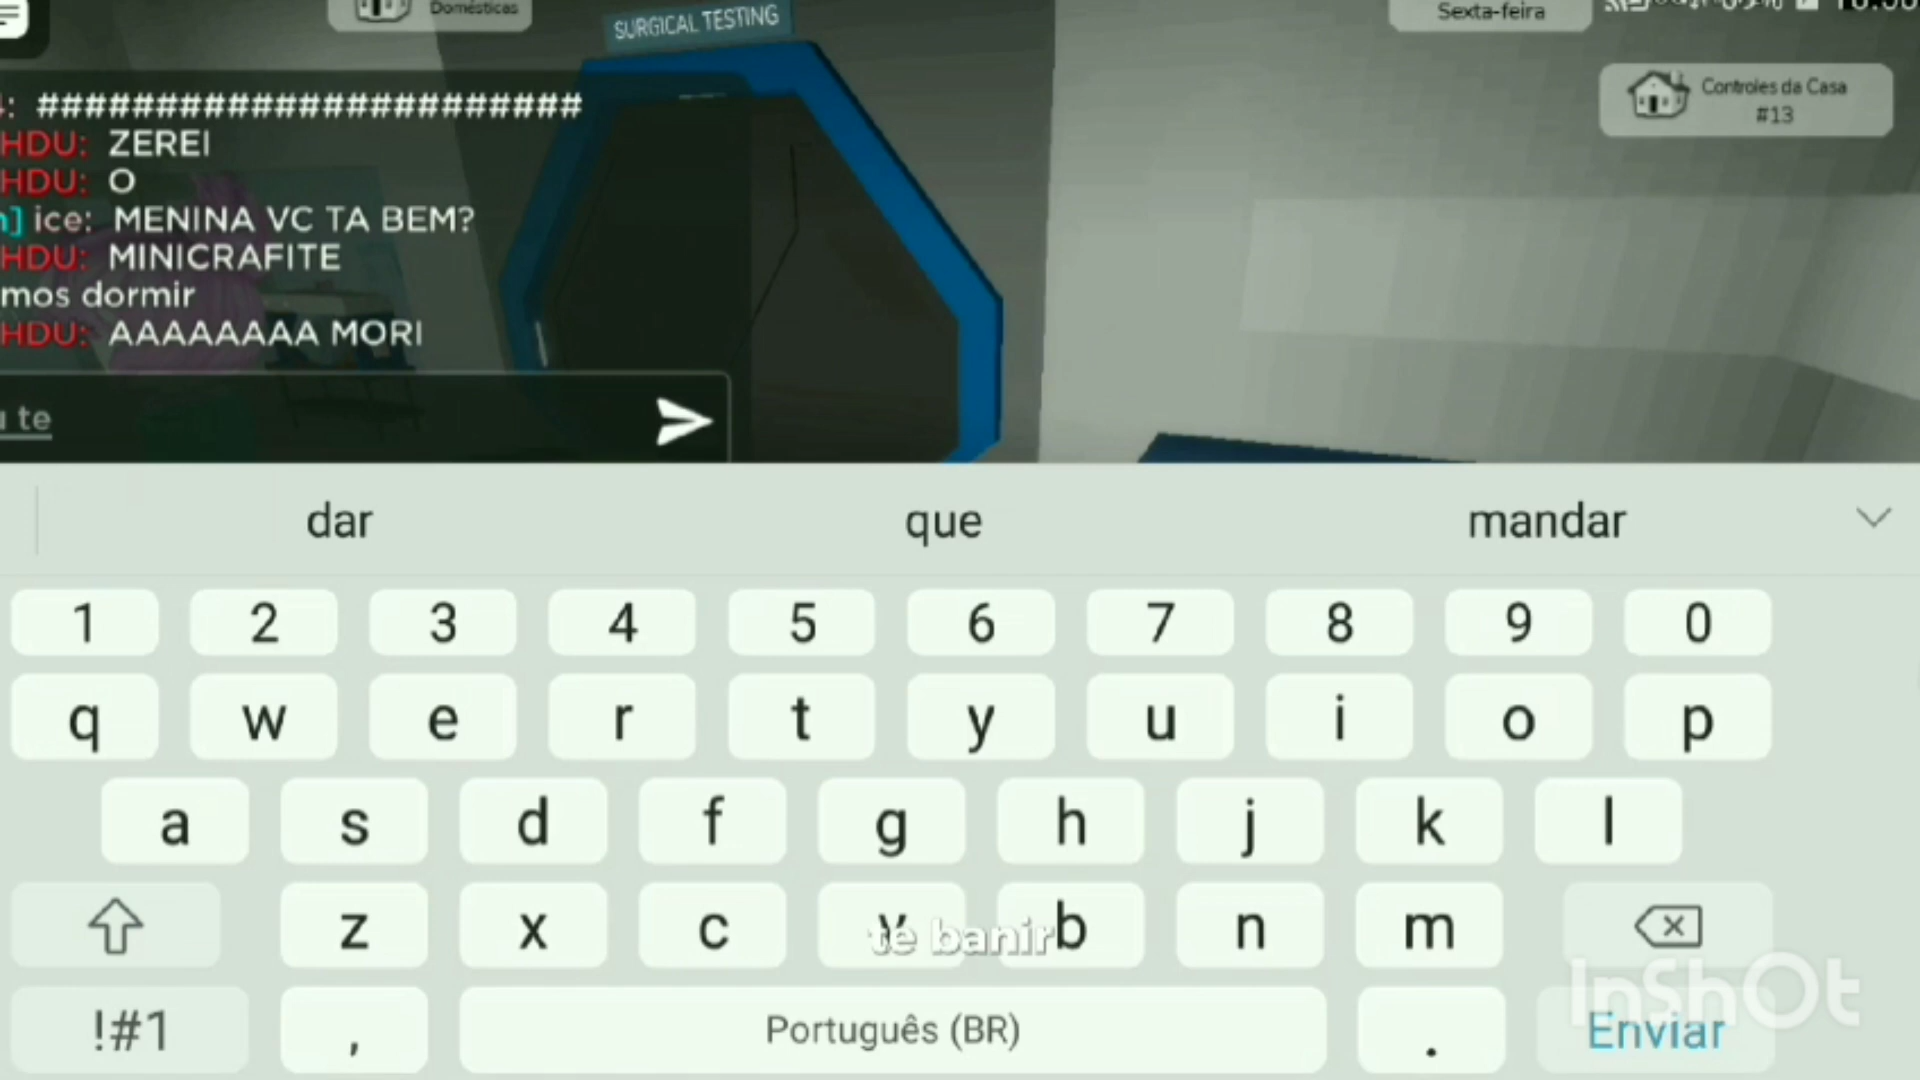 Domésticas
SURGICAL TESTING
Sexta-feira
Controles da Casa
#13
: #######################
HDU: ZEREI
HDU: O
] ice: MENINA VC TA BEM?
HDU: MINICRAFITE
mos dormir
HDU: AAAAAAAA MORI
te
dar que mandar
1 2 3 4 5 6 7 8 9 0
q w e r t y u i o p
a s d f g h j k l
z x c v b n m
te banir
!#1 , Português (BR) . Enviar
InShOt